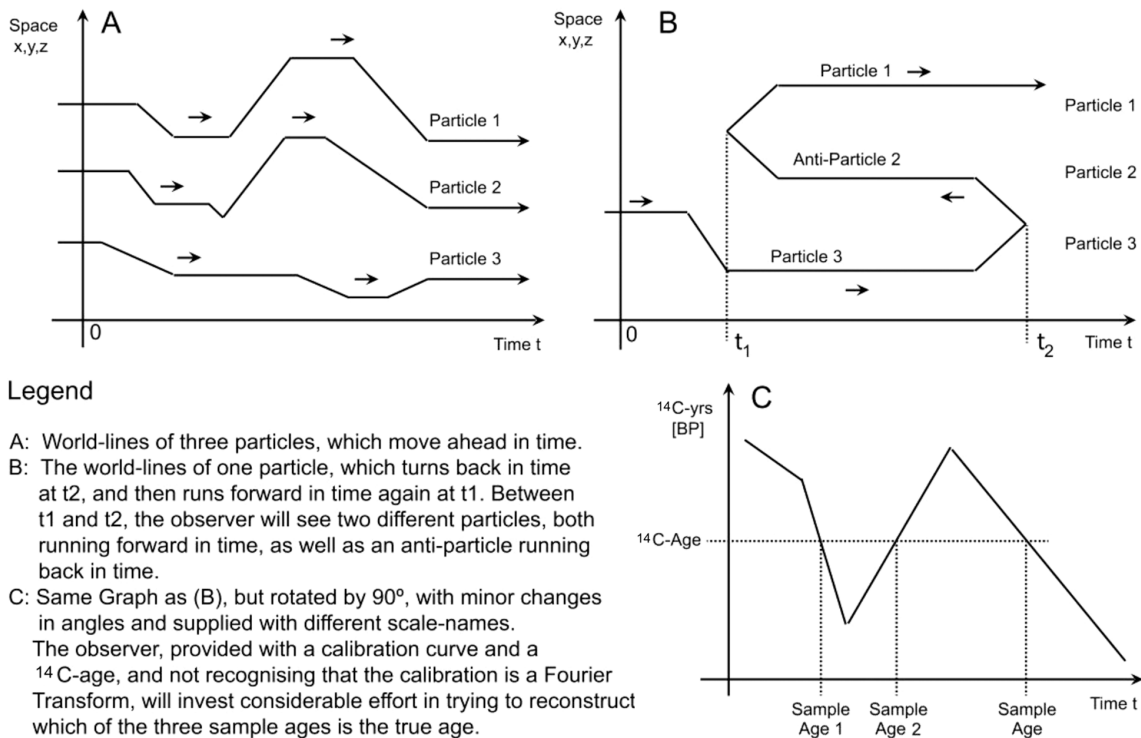 A
Space
x,y,z
Particle 1
Particle 2
Particle 3
0
Time t
B
Space
x,y,z
Particle 1
Particle 1
Anti-Particle 2
Particle 2
Particle 3
Particle 3
0
t1
t2
Time t
Legend
A: World-lines of three particles, which move ahead in time.
B: The world-lines of one particle, which turns back in time
at t2, and then runs forward in time again at t1. Between
t1 and t2, the observer will see two different particles, both
running forward in time, as well as an anti-particle running
back in time.
C: Same Graph as (B), but rotated by 90º, with minor changes
in angles and supplied with different scale-names.
The observer, provided with a calibration curve and a
14C-age, and not recognising that the calibration is a Fourier
Transform, will invest considerable effort in trying to reconstruct
which of the three sample ages is the true age.
C
14C-yrs
[BP]
14C-Age
Time t
Sample
Age 1
Sample
Age 2
Sample
Age